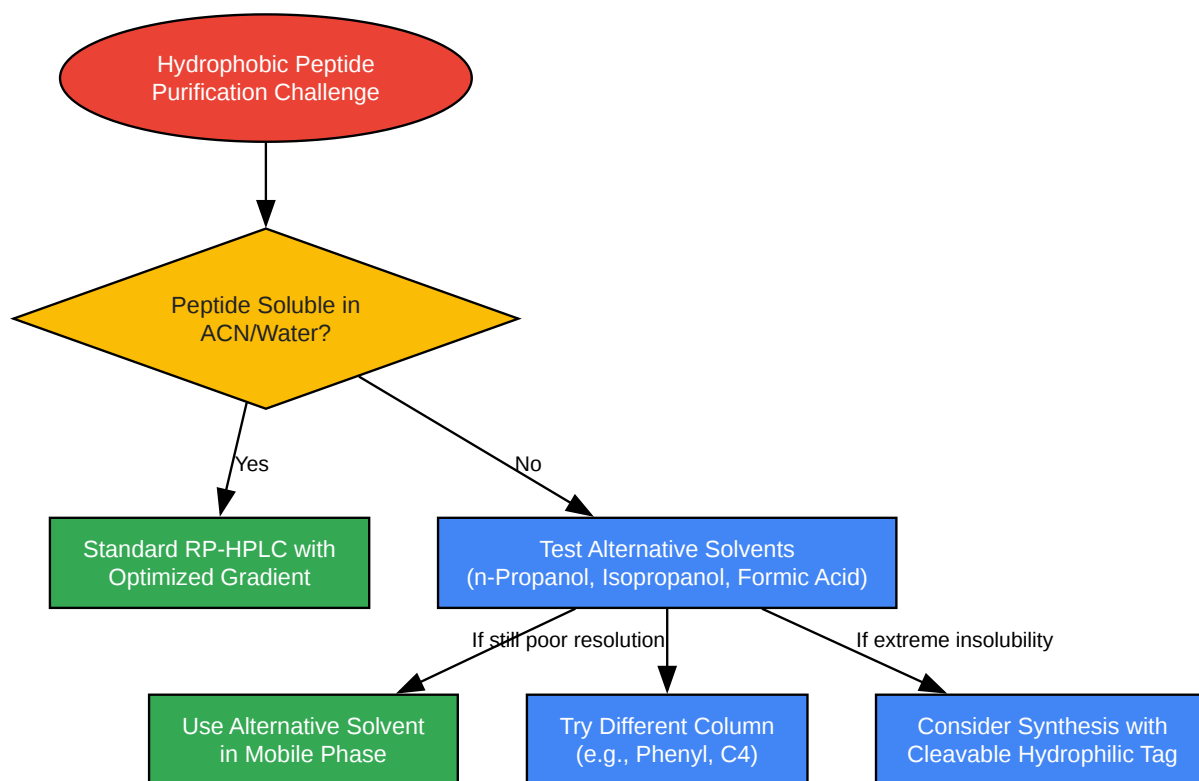 Hydrophobic Peptide
Purification Challenge
Peptide Soluble in
ACN/Water?
Yes
No
Standard RP-HPLC with
Optimized Gradient
Test Alternative Solvents
(n-Propanol, Isopropanol, Formic Acid)
If still poor resolution
If extreme insolubility
Use Alternative Solvent
in Mobile Phase
Try Different Column
(e.g., Phenyl, C4)
Consider Synthesis with
Cleavable Hydrophilic Tag